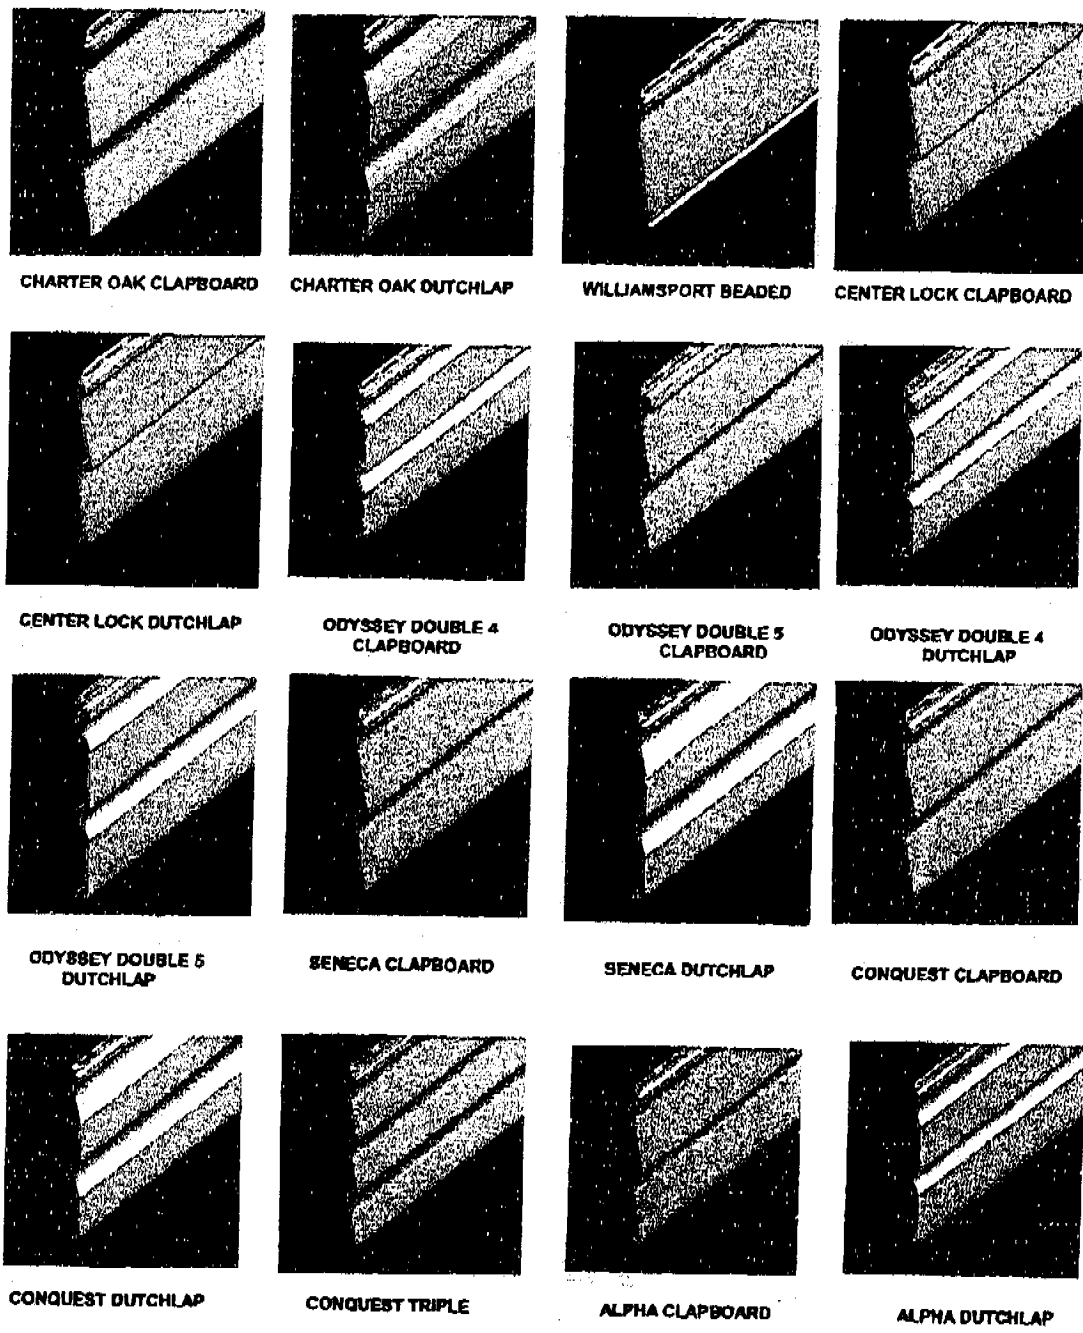 CHARTER OAK CLAPBOARD
CHARTER OAK DUTCHLAP
WILLIAMSPORT BEADED
CENTER LOCK CLAPBOARD
CENTER LOCK DUTCHLAP
ODYSSEY DOUBLE 4
CLAPBOARD
ODYSSEY DOUBLE 5
CLAPBOARD
ODYSSEY DOUBLE 4
DUTCHLAP
ODYSSEY DOUBLE 5
DUTCHLAP
SENECA CLAPBOARD
SENECA DUTCHLAP
CONQUEST CLAPBOARD
CONQUEST DUTCHLAP
CONQUEST TRIPLE
ALPHA CLAPBOARD
ALPHA DUTCHLAP